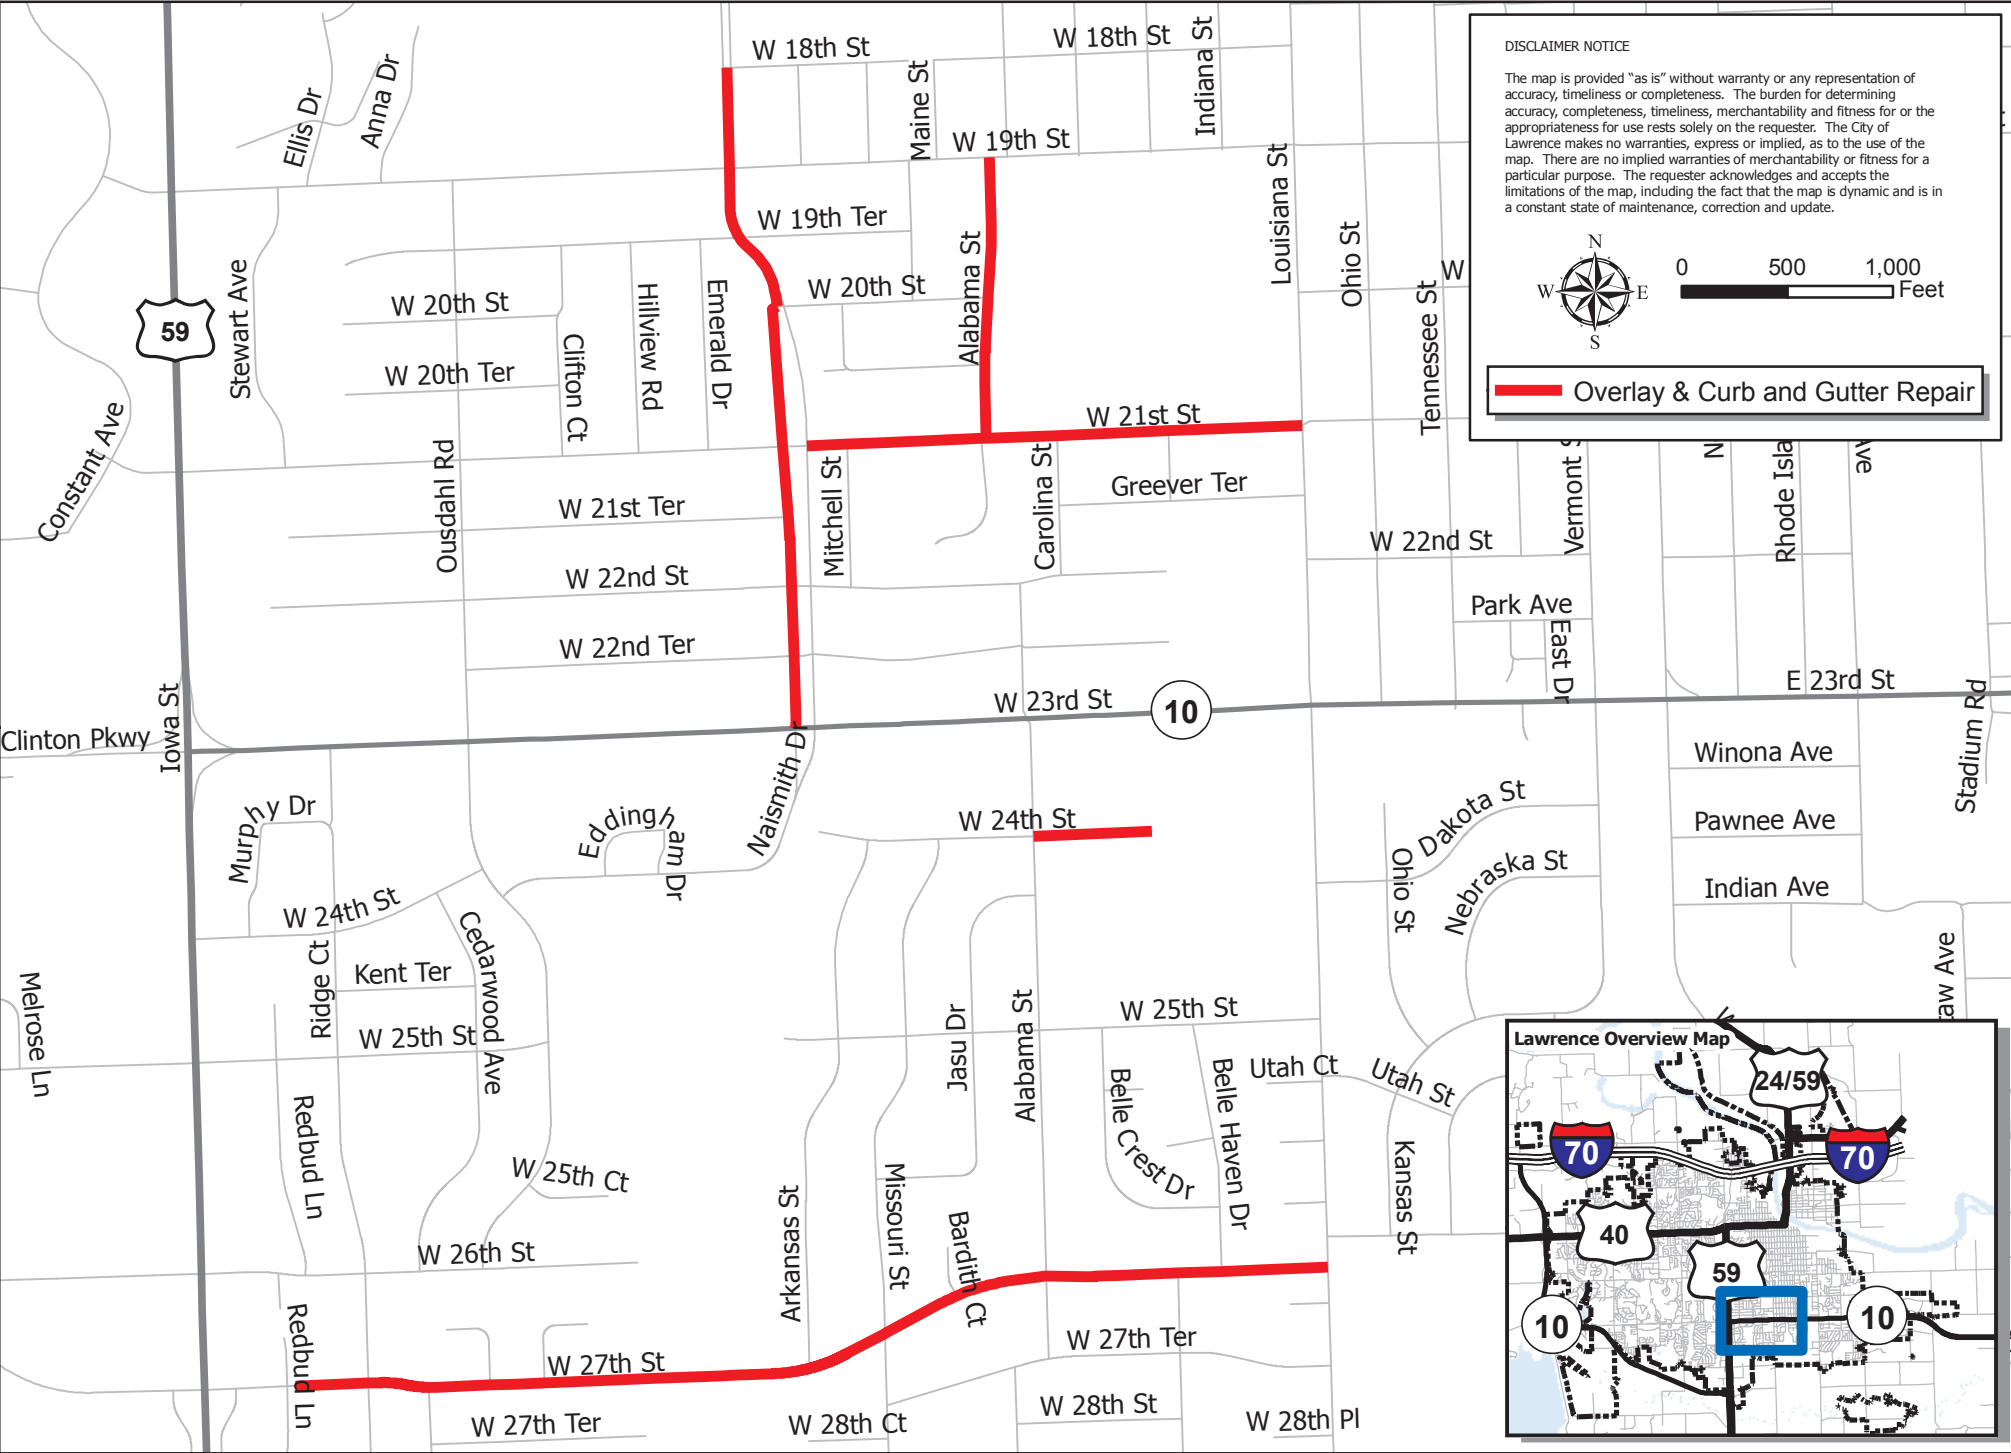 W 18th St
W 18th St
Indiana St
Ellis Dr
Anna Dr
Maine St
W 19th St
Louisiana St
W 19th Ter
Ohio St
Stewart Ave
W 20th St
Hillview Rd
Emerald Dr
W 20th St
Alabama St
W
Tennessee St
59
Clifton Ct
W 20th Ter
Constant Ave
W 21st St
Ousdahl Rd
Mitchell St
Carolina St
Greever Ter
W 21st Ter
Vermont S
N
Rhode Isla
Ave
W 22nd St
W 22nd St
Park Ave
East Dr
W 22nd Ter
Iowa St
W 23rd St
10
E 23rd St
Stadium Rd
Clinton Pkwy
Naismith Dr
Winona Ave
Murphy Dr
Eddingham Dr
W 24th St
Dakota St
Pawnee Ave
Ohio St
Nebraska St
Indian Ave
W 24th St
Ridge Ct
Cedarwood Ave
Kent Ter
Melrose Ln
W 25th St
Jasu Dr
Alabama St
W 25th St
aw Ave
Belle Crest Dr
Belle Haven Dr
Utah Ct
Utah St
Redbud Ln
W 25th Ct
Arkansas St
Missouri St
Bardith Ct
Kansas St
W 26th St
Redbud Ln
W 27th St
W 27th Ter
W 27th Ter
W 28th Ct
W 28th St
W 28th Pl
DISCLAIMER NOTICE
The map is provided “as is” without warranty or any representation of
accuracy, timeliness or completeness. The burden for determining
accuracy, completeness, timeliness, merchantability and fitness for or the
appropriateness for use rests solely on the requester. The City of
Lawrence makes no warranties, express or implied, as to the use of the
map. There are no implied warranties of merchantability or fitness for a
particular purpose. The requester acknowledges and accepts the
limitations of the map, including the fact that the map is dynamic and is in
a constant state of maintenance, correction and update.
N
W E
S
0 500 1,000
Feet
Overlay & Curb and Gutter Repair
Lawrence Overview Map
24/59
70
70
40
59
10
10